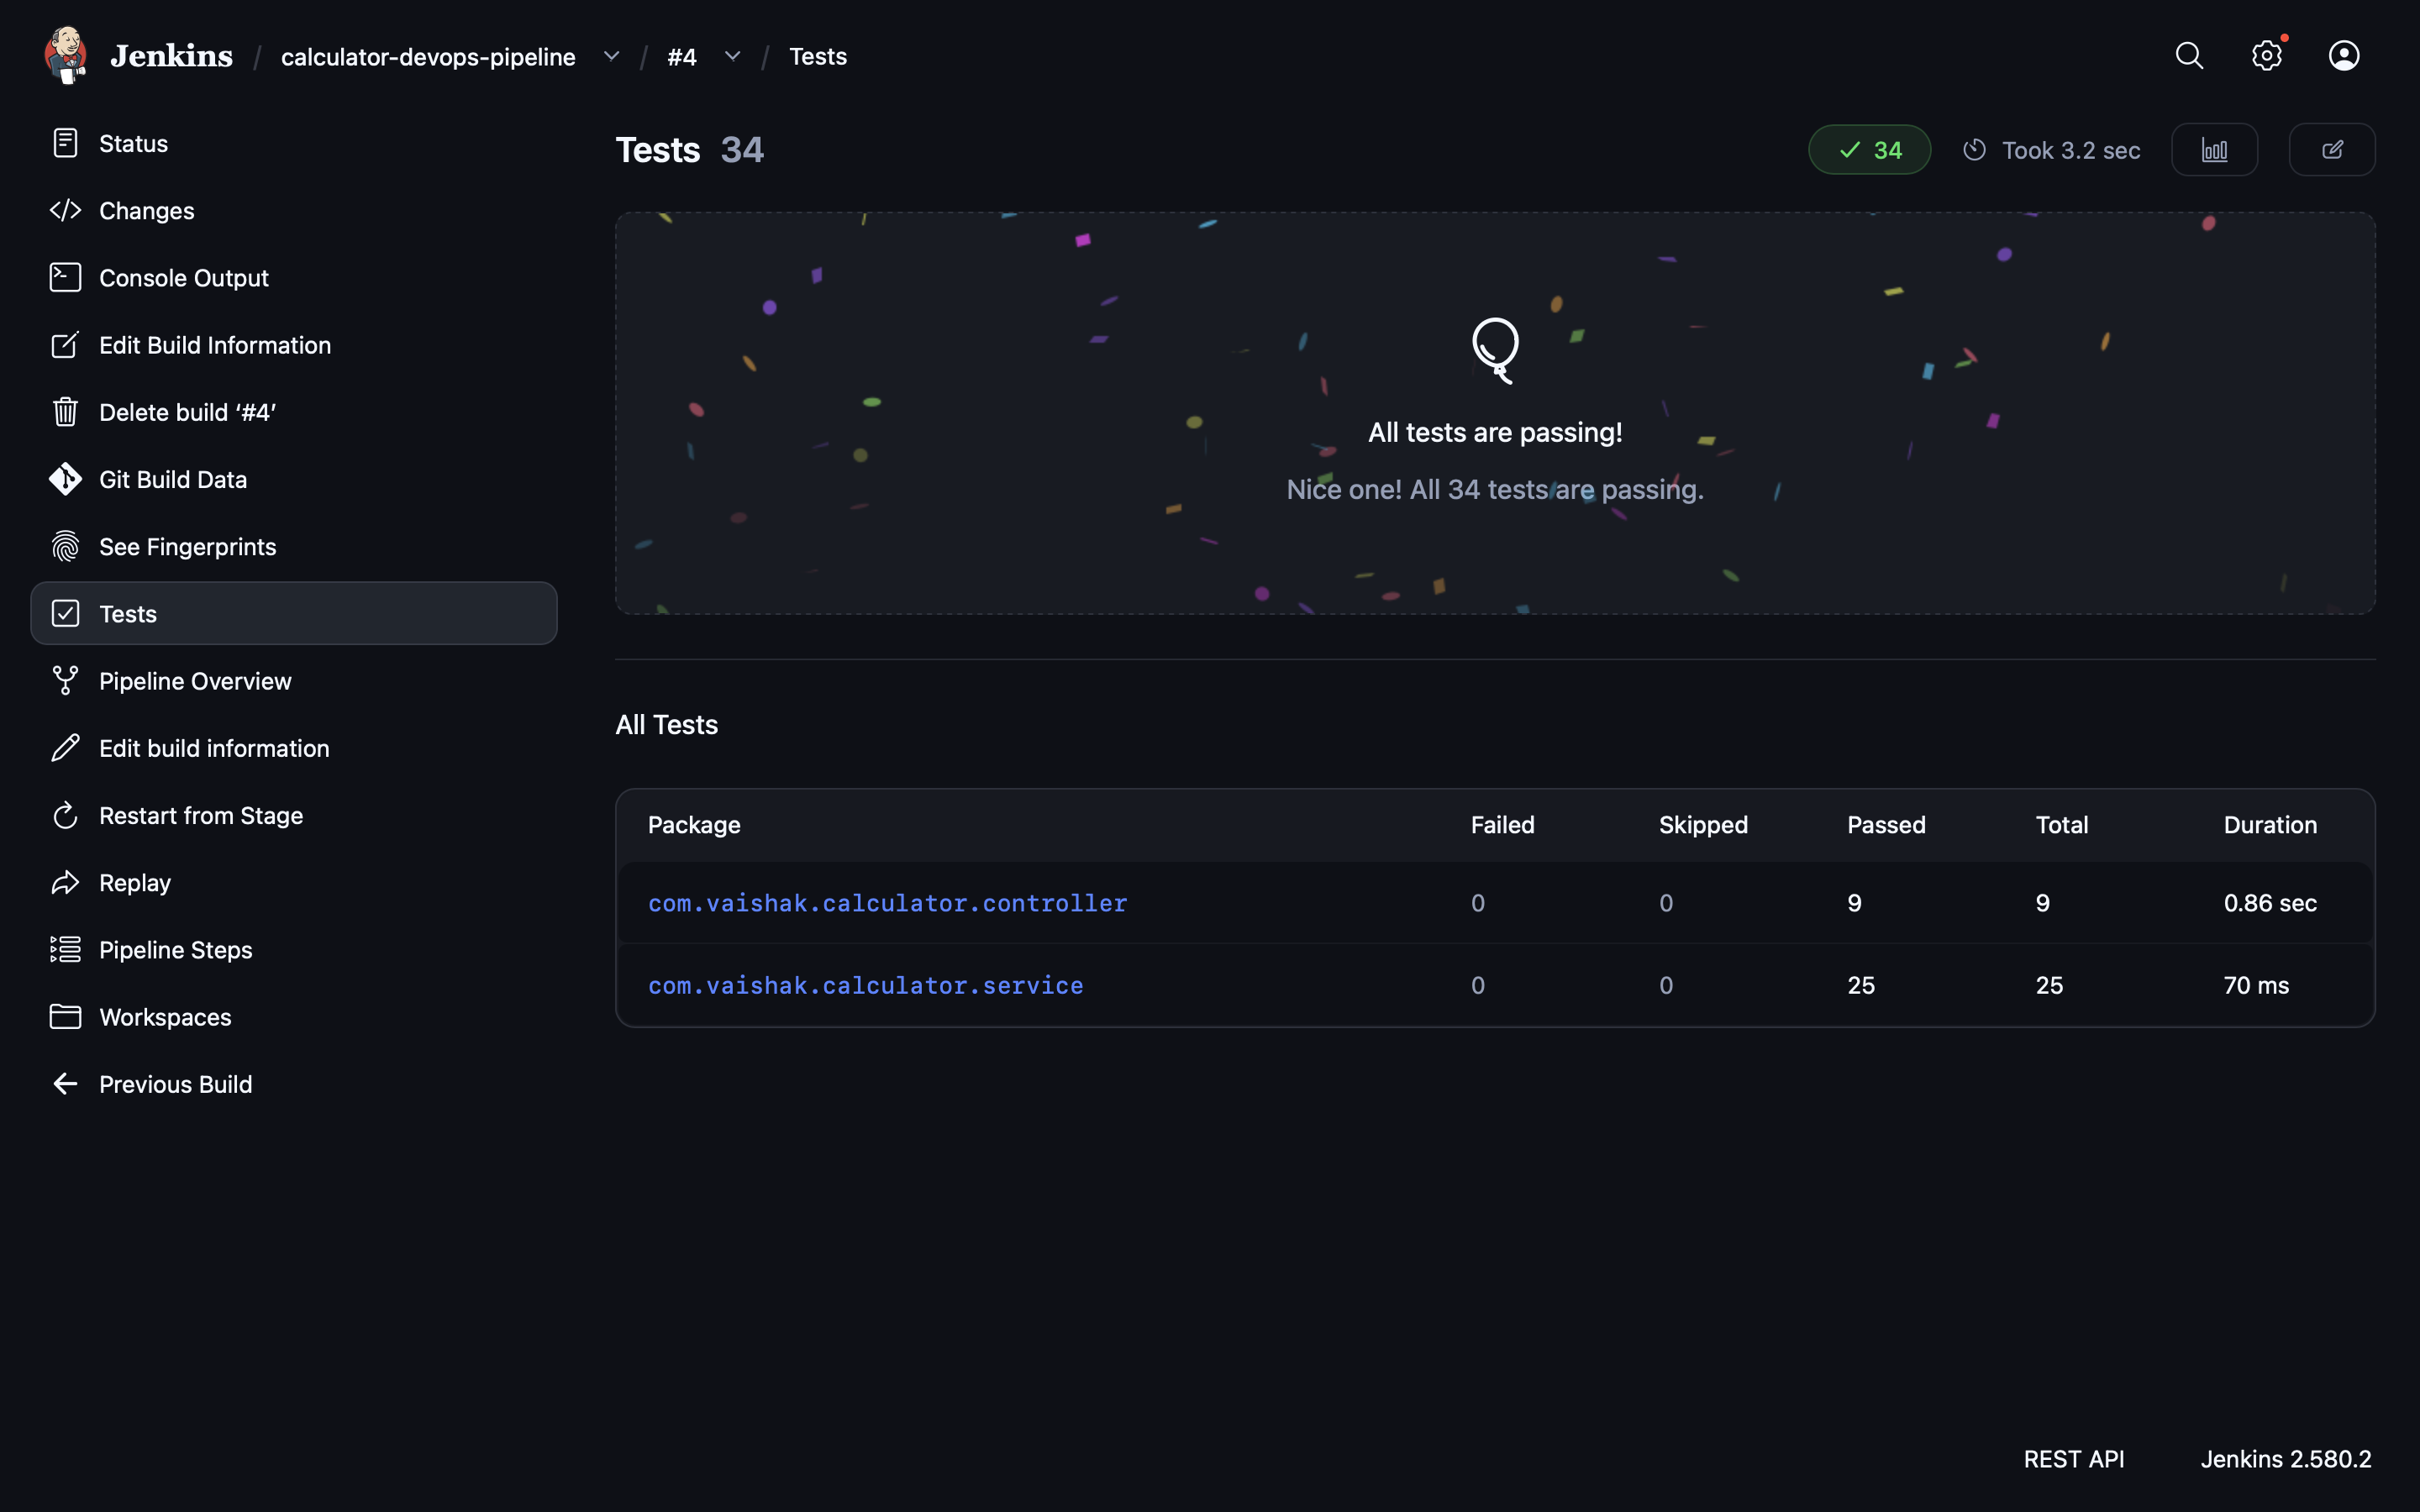 Jenkins / calculator-devops-pipeline / #4 / Tests
Status
Changes
Console Output
Edit Build Information
Delete build ‘#4’
Git Build Data
See Fingerprints
Tests
Pipeline Overview
Edit build information
Restart from Stage
Replay
Pipeline Steps
Workspaces
Previous Build
Tests 34
34
Took 3.2 sec
All tests are passing!
Nice one! All 34 tests are passing.
All Tests
Package Failed Skipped Passed Total Duration
com.vaishak.calculator.controller 0 0 9 9 0.86 sec
com.vaishak.calculator.service 0 0 25 25 70 ms
REST API Jenkins 2.580.2